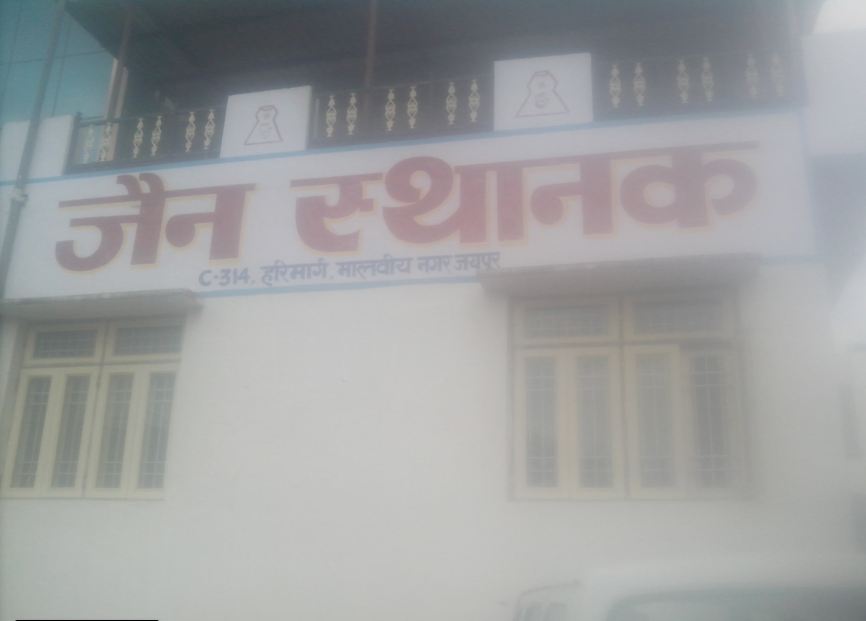 जैन स्थानक
C-314, हरिमार्ग, मालवीय नगर जयपुर